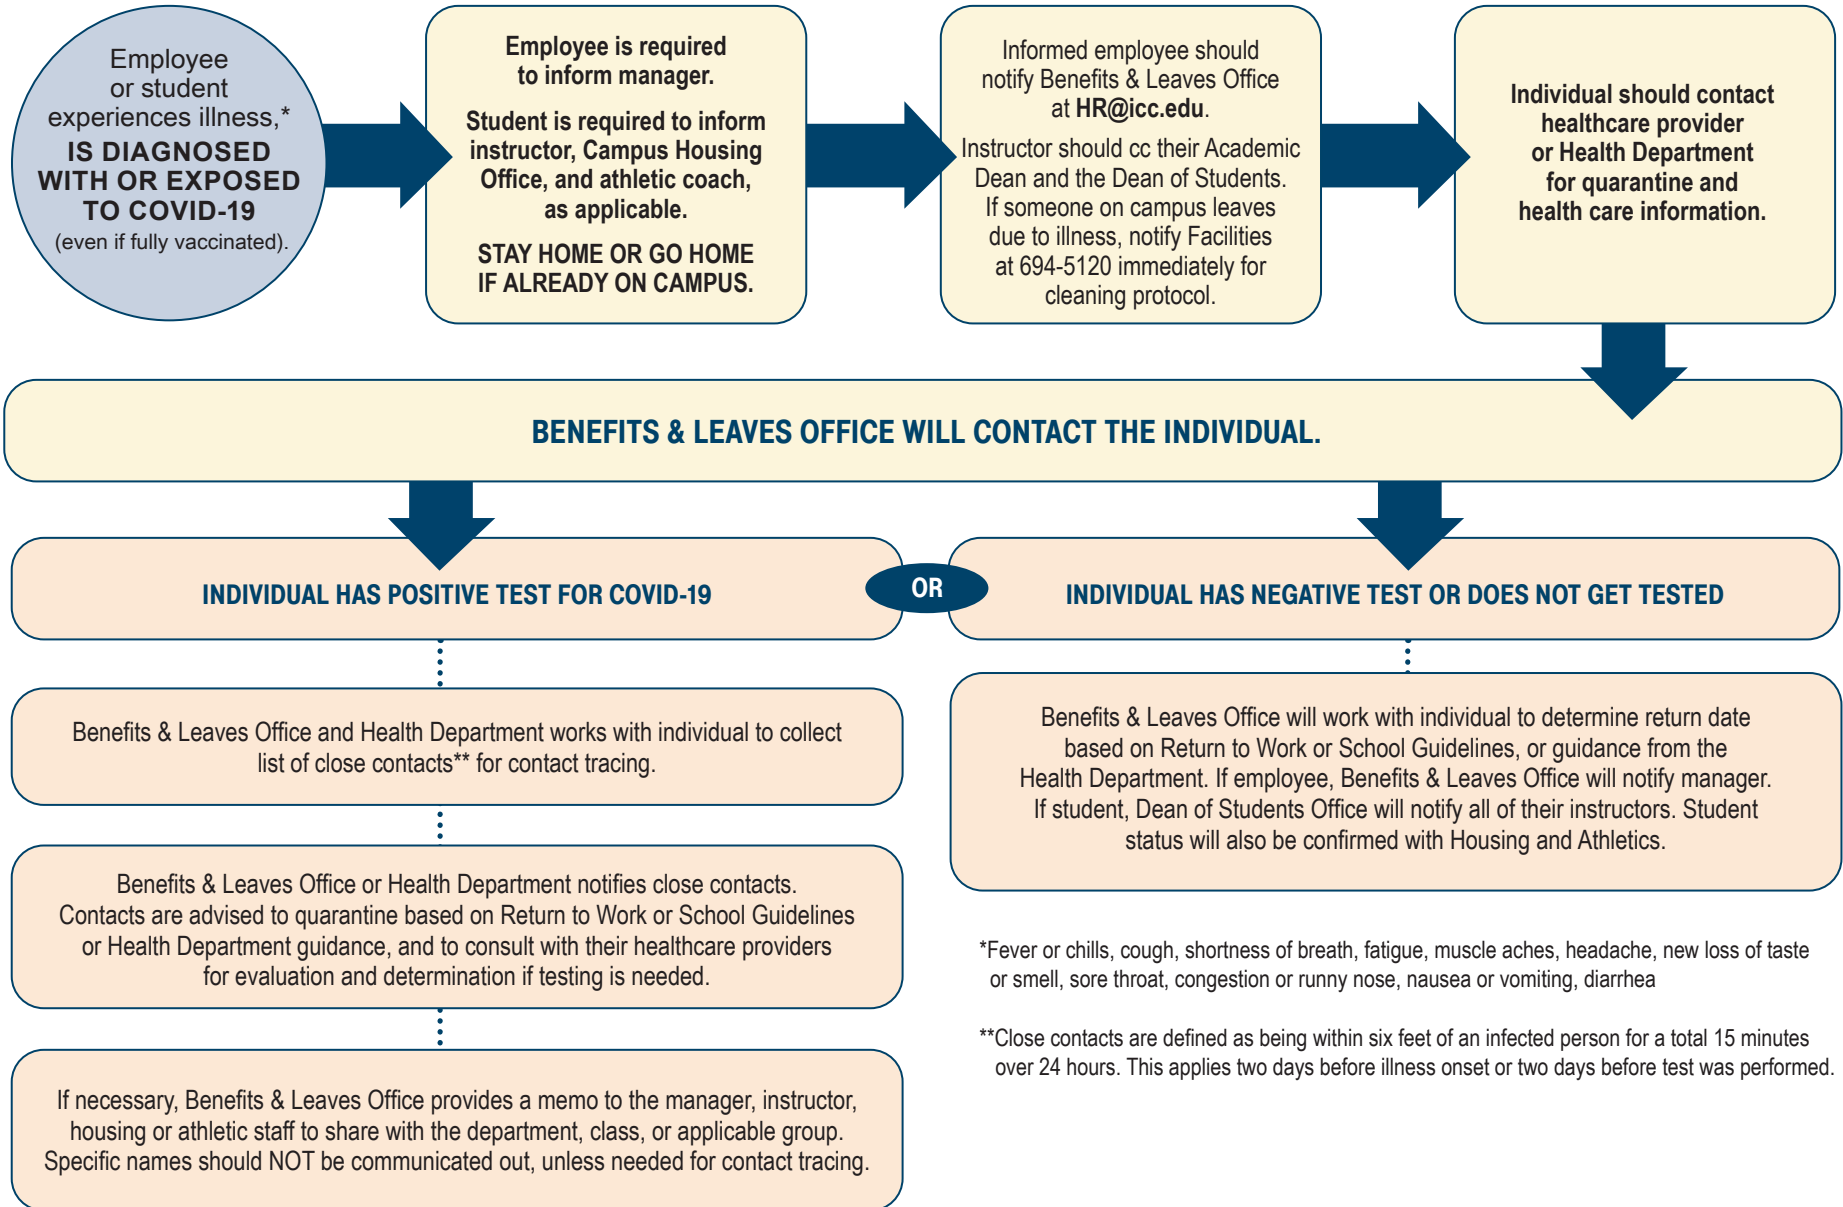 Employee
or student
experiences illness,*
IS DIAGNOSED
WITH OR EXPOSED
TO COVID-19
(even if fully vaccinated).
Employee is required
to inform manager.
Student is required to inform
instructor, Campus Housing
Office, and athletic coach,
as applicable.
STAY HOME OR GO HOME
IF ALREADY ON CAMPUS.
Informed employee should
notify Benefits & Leaves Office
at HR@icc.edu.
Instructor should cc their Academic
Dean and the Dean of Students.
If someone on campus leaves
due to illness, notify Facilities
at 694-5120 immediately for
cleaning protocol.
Individual should contact
healthcare provider
or Health Department
for quarantine and
health care information.
BENEFITS & LEAVES OFFICE WILL CONTACT THE INDIVIDUAL.
INDIVIDUAL HAS POSITIVE TEST FOR COVID-19
OR
INDIVIDUAL HAS NEGATIVE TEST OR DOES NOT GET TESTED
Benefits & Leaves Office and Health Department works with individual to collect
list of close contacts** for contact tracing.
Benefits & Leaves Office or Health Department notifies close contacts.
Contacts are advised to quarantine based on Return to Work or School Guidelines
or Health Department guidance, and to consult with their healthcare providers
for evaluation and determination if testing is needed.
If necessary, Benefits & Leaves Office provides a memo to the manager, instructor,
housing or athletic staff to share with the department, class, or applicable group.
Specific names should NOT be communicated out, unless needed for contact tracing.
Benefits & Leaves Office will work with individual to determine return date
based on Return to Work or School Guidelines, or guidance from the
Health Department. If employee, Benefits & Leaves Office will notify manager.
If student, Dean of Students Office will notify all of their instructors. Student
status will also be confirmed with Housing and Athletics.
*Fever or chills, cough, shortness of breath, fatigue, muscle aches, headache, new loss of taste
or smell, sore throat, congestion or runny nose, nausea or vomiting, diarrhea
**Close contacts are defined as being within six feet of an infected person for a total 15 minutes
over 24 hours. This applies two days before illness onset or two days before test was performed.